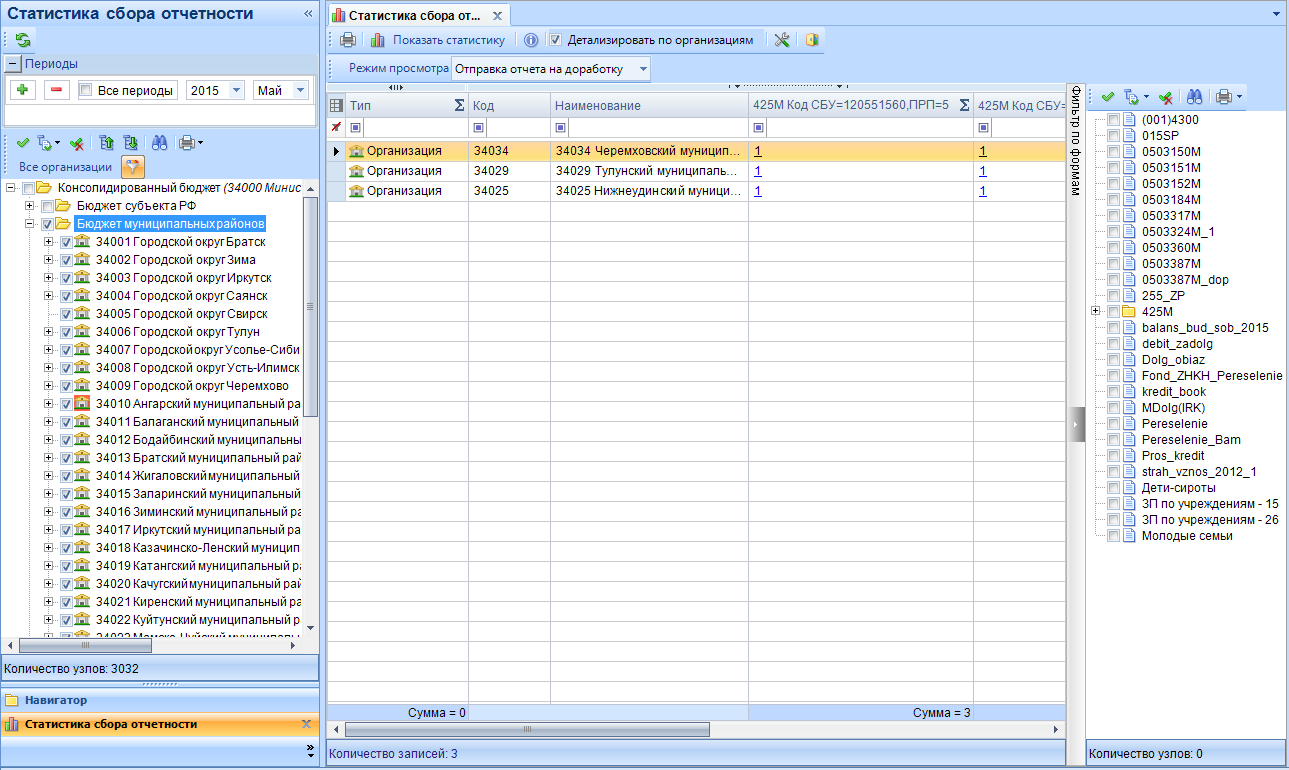 Статистика сбора отчетности
Периоды
Все периоды 2015 Май
Все организации
Консолидированный бюджет (34000 Минис
Бюджет субъекта РФ
Бюджет муниципальных районов
34001 Городской округ Братск
34002 Городской округ Зима
34003 Городской округ Иркутск
34004 Городской округ Саянск
34005 Городской округ Свирск
34006 Городской округ Тулун
34007 Городской округ Усолье-Сиби
34008 Городской округ Усть-Илимск
34009 Городской округ Черемхово
34010 Ангарский муниципальный ра
34011 Балаганский муниципальный
34012 Бодайбинский муниципальны
34013 Братский муниципальный рай
34014 Жигаловский муниципальный
34015 Заларинский муниципальный
34016 Зиминский муниципальный ра
34017 Иркутский муниципальный ра
34018 Казачинско-Ленский муницип
34019 Катангский муниципальный ра
34020 Качугский муниципальный рай
34021 Киренский муниципальный ра
34022 Куйтунский муниципальный р
Количество узлов: 3032
Навигатор
Статистика сбора отчетности
Статистика сбора от...
Показать статистику Детализировать по организациям
Режим просмотра Отправка отчета на доработку
Тип Σ Код Наименование 425М Код СБУ=120551560,ПРП=5 Σ 425М Код СБУ=
Организация 34034 34034 Черемховский муницип... 1 1
Организация 34029 34029 Тулунский муниципаль... 1 1
Организация 34025 34025 Нижнеудинский муници... 1 1
Сумма = 0 Сумма = 3
Количество записей: 3
Фильтр по формам
(001)4300
015SP
0503150M
0503151M
0503152M
0503184M
0503317M
0503324M_1
0503360M
0503387M
0503387M_dop
255_ZP
425M
balans_bud_sob_2015
debit_zadolg
Dolg_obiaz
Fond_ZHKH_Pereselenie
kredit_book
MDolg(IRK)
Pereselenie
Pereselenie_Bam
Pros_kredit
strah_vznos_2012_1
Дети-сироты
ЗП по учреждениям - 15
ЗП по учреждениям - 26
Молодые семьи
Количество узлов: 0